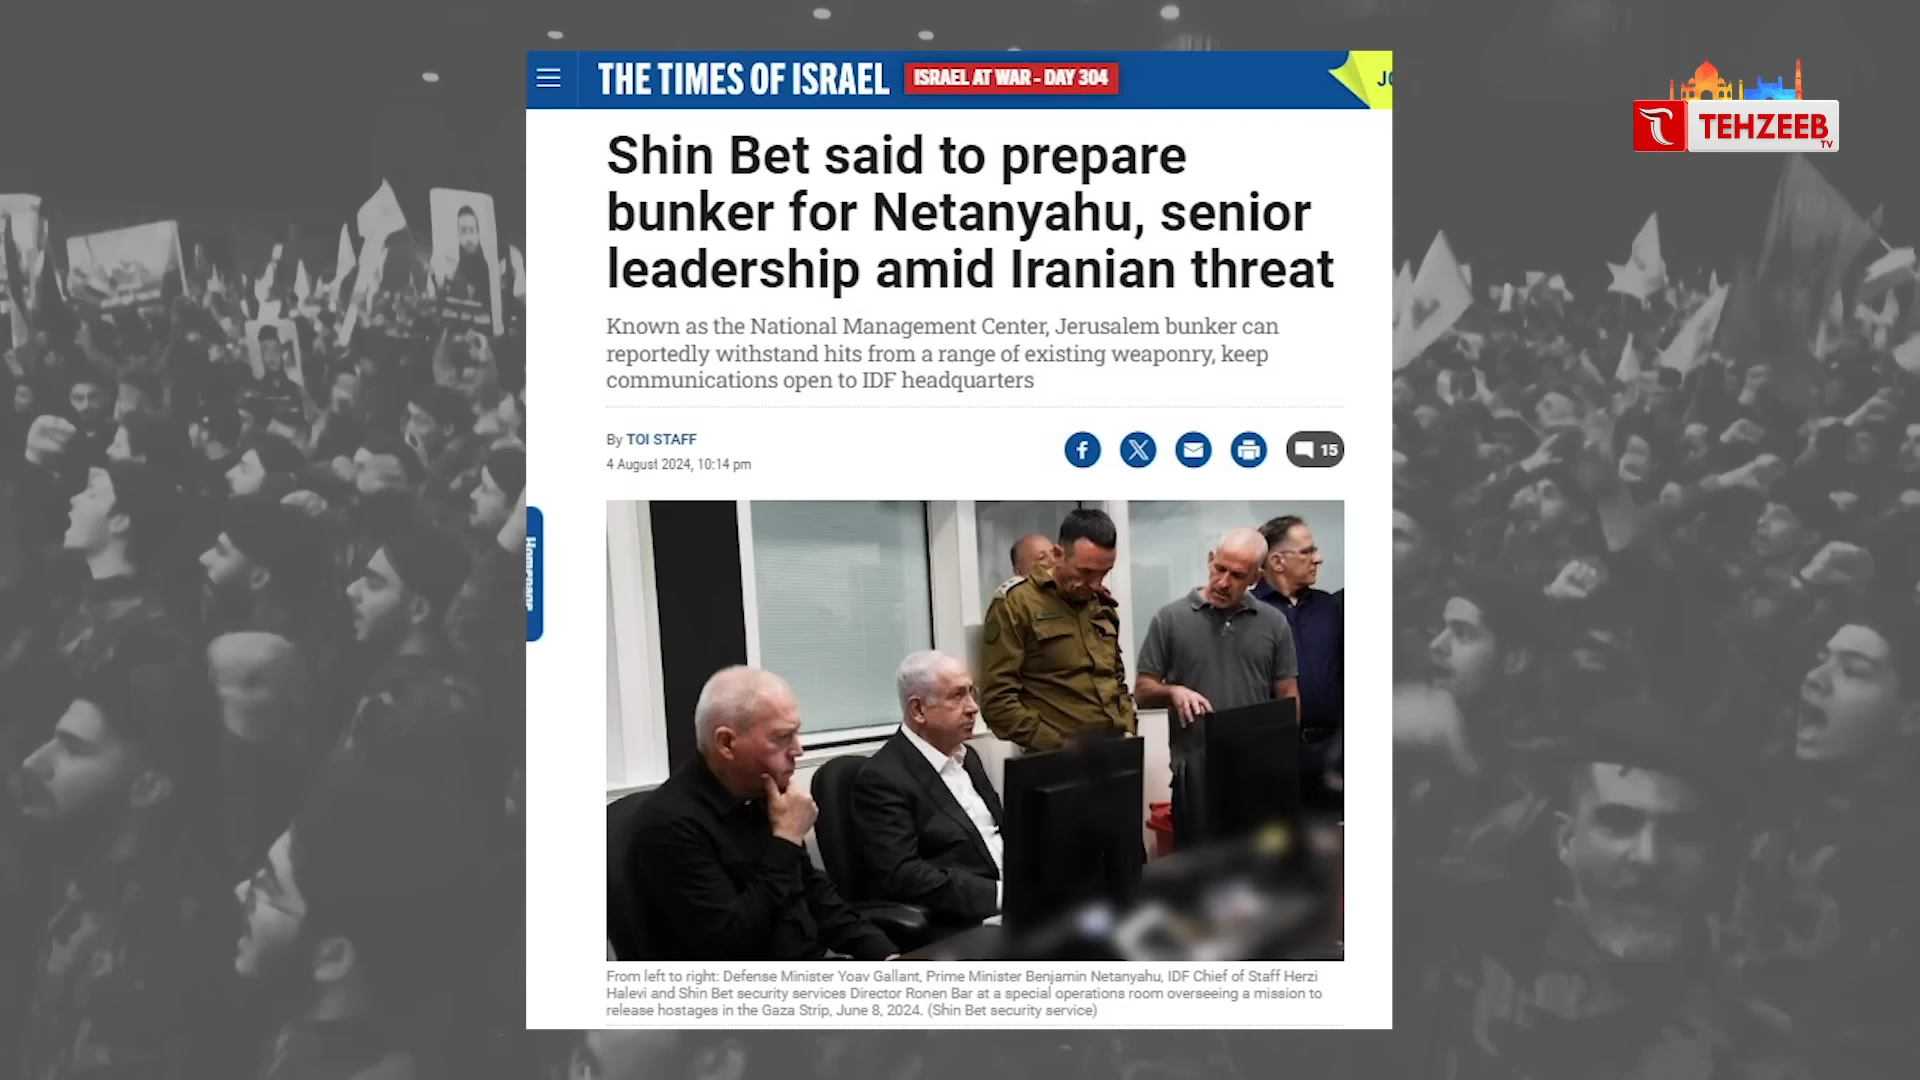 THE TIMES OF ISRAEL
ISRAEL AT WAR - DAY 304
TEHZEEB
TV
Shin Bet said to prepare
bunker for Netanyahu, senior
leadership amid Iranian threat
Known as the National Management Center, Jerusalem bunker can
reportedly withstand hits from a range of existing weaponry, keep
communications open to IDF headquarters
By TOI STAFF
4 August 2024, 10:14 pm
15
Homepage
From left to right: Defense Minister Yoav Gallant, Prime Minister Benjamin Netanyahu, IDF Chief of Staff Herzi
Halevi and Shin Bet security services Director Ronen Bar at a special operations room overseeing a mission to
release hostages in the Gaza Strip, June 8, 2024. (Shin Bet security service)